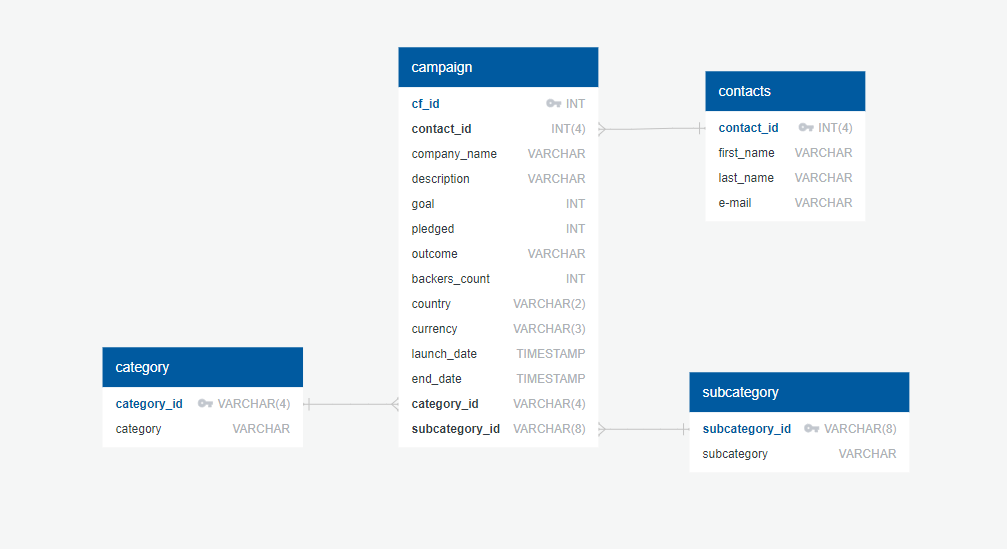 campaign
cf_id INT
contact_id INT(4)
company_name VARCHAR
description VARCHAR
goal INT
pledged INT
outcome VARCHAR
backers_count INT
country VARCHAR(2)
currency VARCHAR(3)
launch_date TIMESTAMP
end_date TIMESTAMP
category_id VARCHAR(4)
subcategory_id VARCHAR(8)
contacts
contact_id INT(4)
first_name VARCHAR
last_name VARCHAR
e-mail VARCHAR
category
category_id VARCHAR(4)
category VARCHAR
subcategory
subcategory_id VARCHAR(8)
subcategory VARCHAR